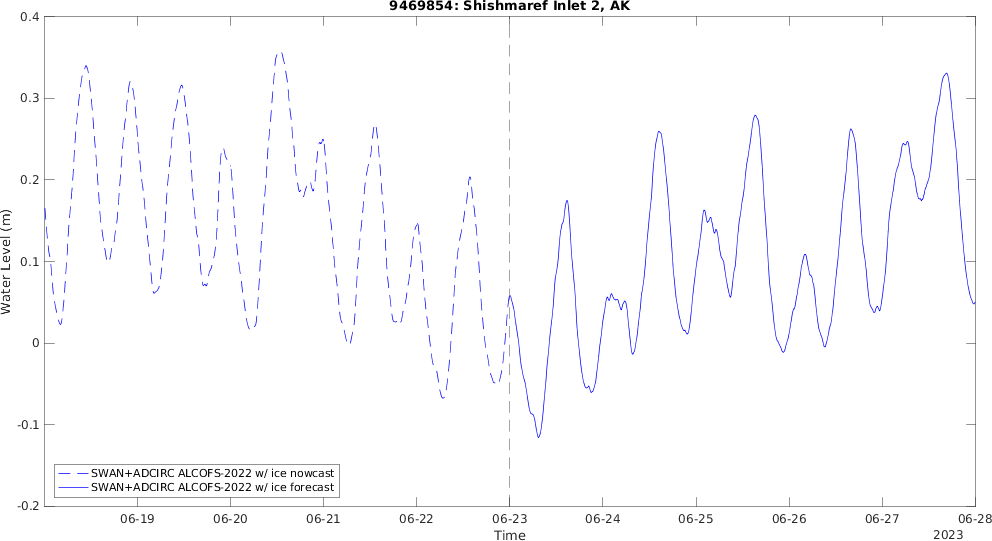 9469854: Shishmaref Inlet 2, AK
0.4
0.3
0.2
0.1
0
-0.1
-0.2
Water Level (m)
SWAN+ADCIRC ALCOFS-2022 w/ ice nowcast
SWAN+ADCIRC ALCOFS-2022 w/ ice forecast
06-19 06-20 06-21 06-22 06-23 06-24 06-25 06-26 06-27 06-28
Time
2023